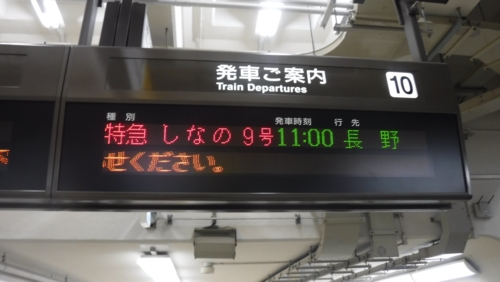 発車ご案内
Train Departures
10
種別 発車時刻 行先
特急 しなの 9号 11:00 長野
せください。